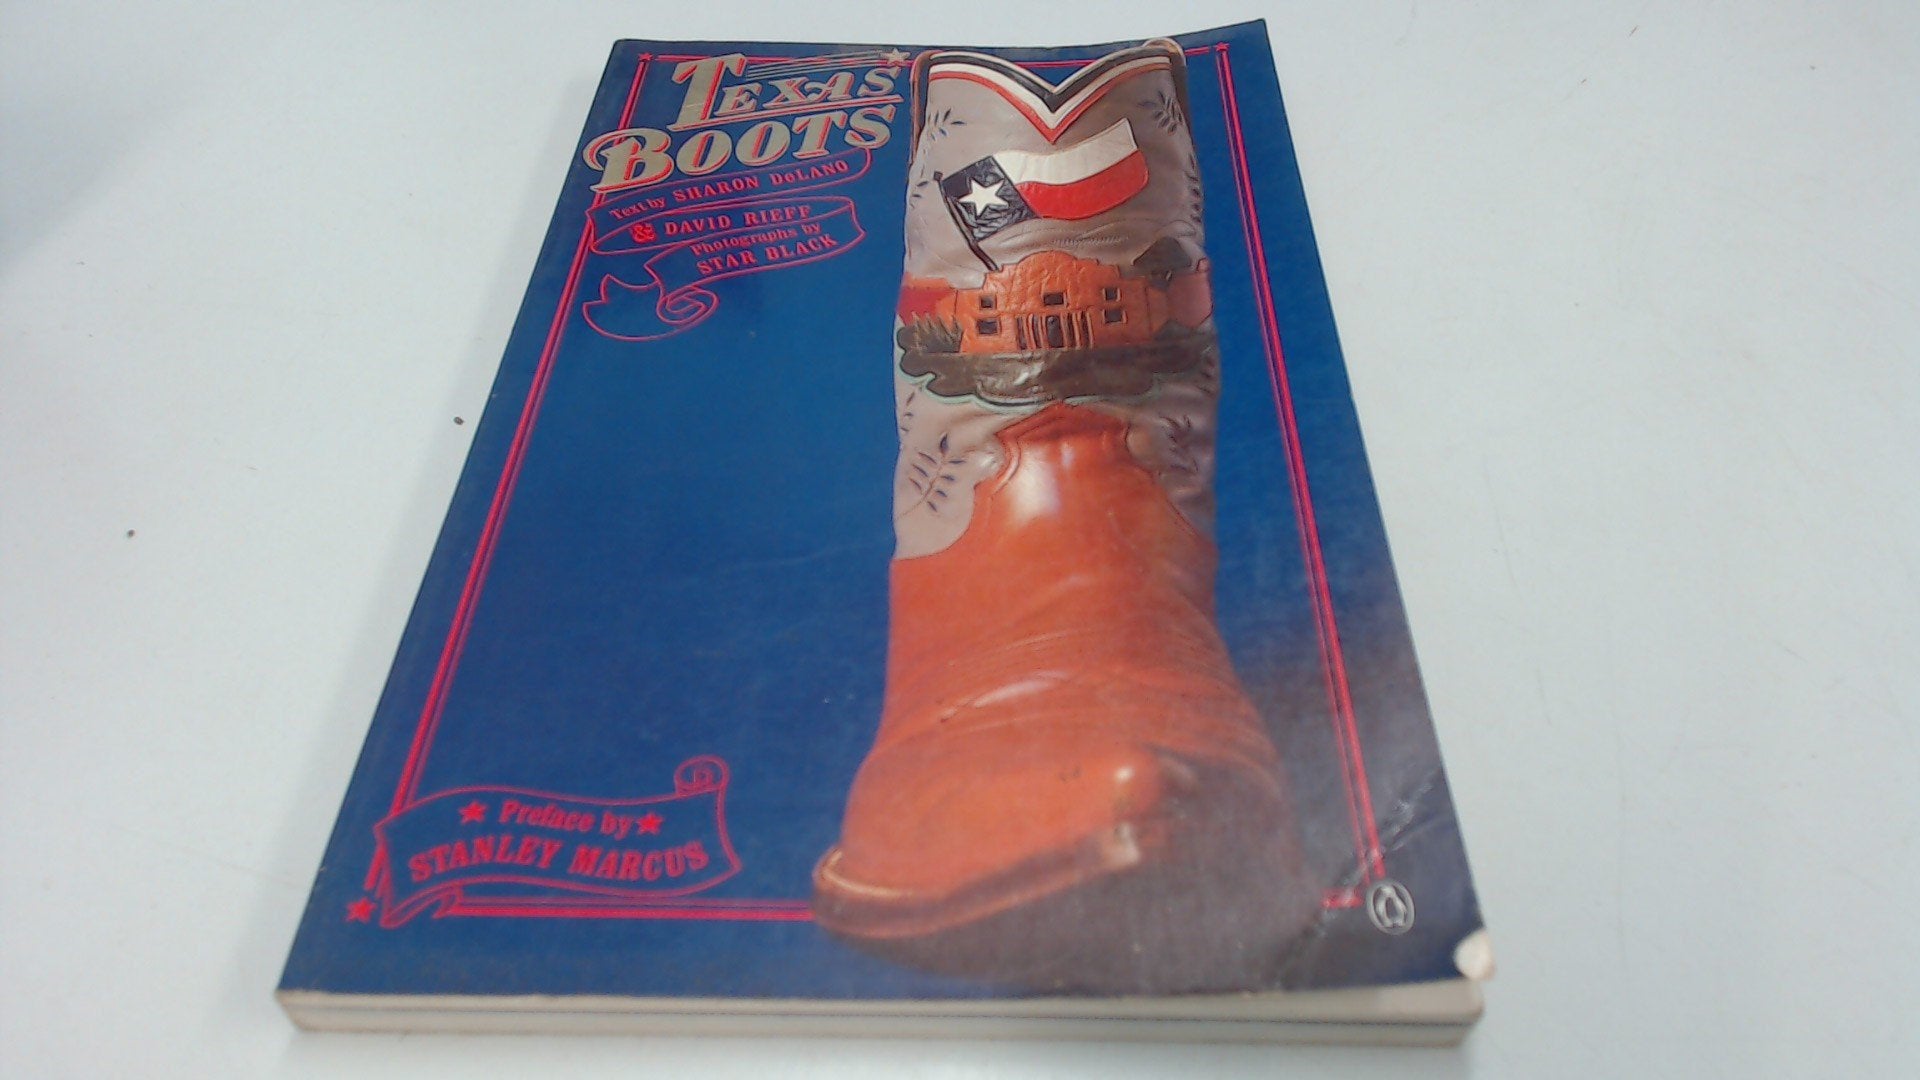 TEXAS
BOOTS
Text by SHARON DELANO
& DAVID RIEFF
Photographs by
STAR BLACK
Preface by
STANLEY MARCUS